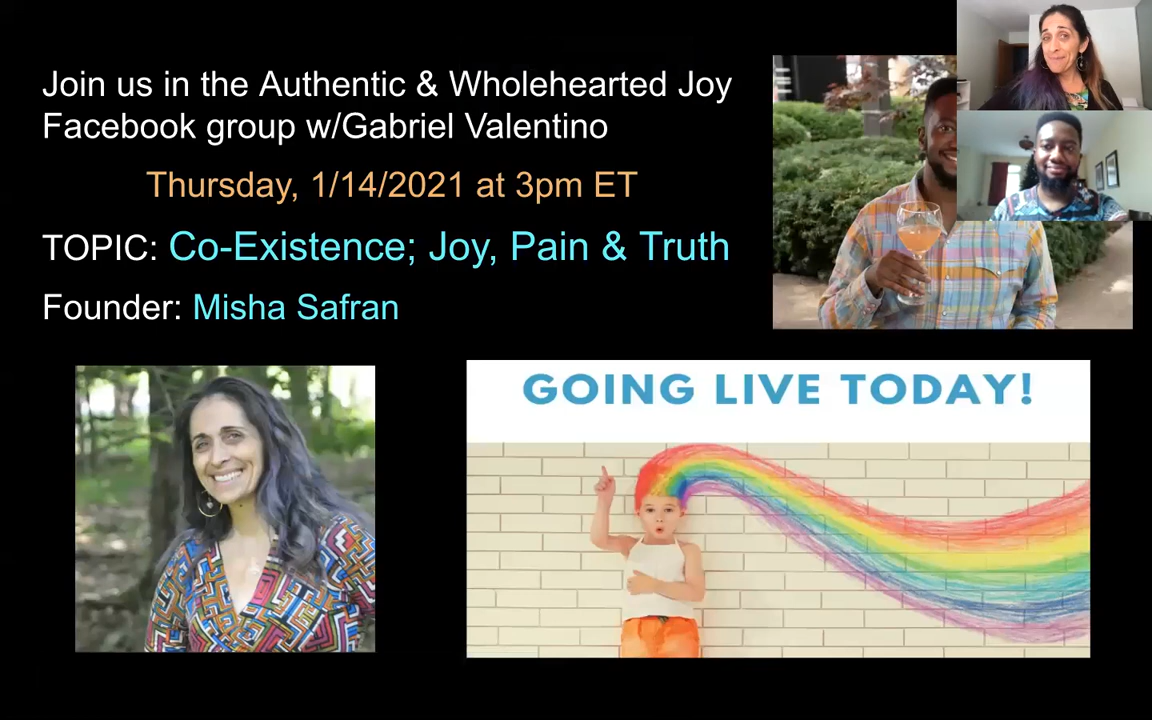 Join us in the Authentic & Wholehearted Joy
Facebook group w/Gabriel Valentino
Thursday, 1/14/2021 at 3pm ET
TOPIC: Co-Existence; Joy, Pain & Truth
Founder: Misha Safran
GOING LIVE TODAY!